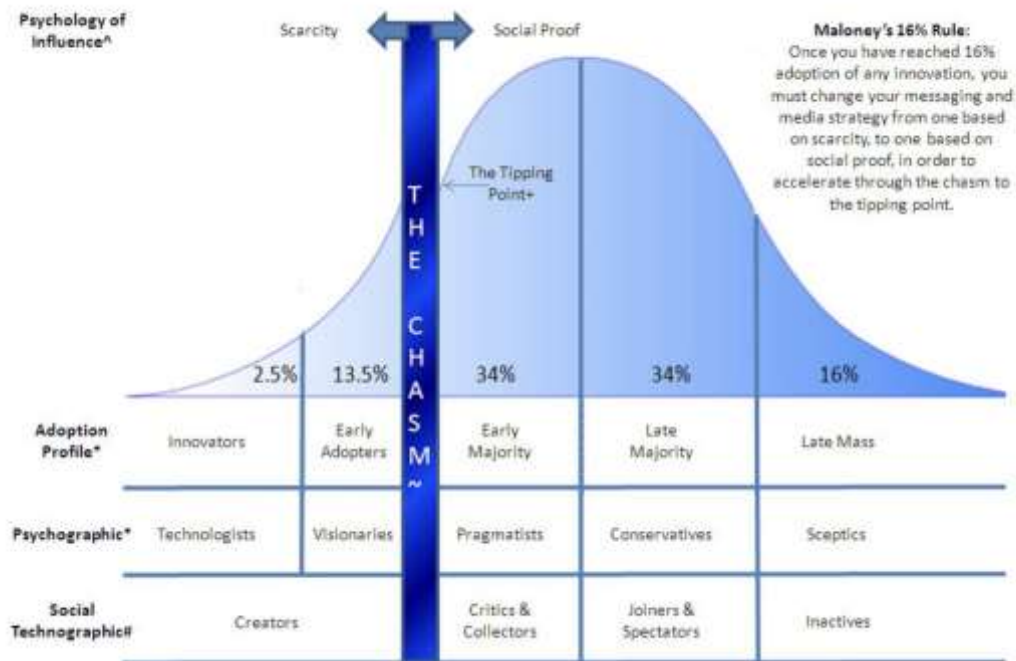 Psychology of
Influence^
Scarcity
Social Proof
Maloney's 16% Rule:
Once you have reached 16%
adoption of any innovation, you
must change your messaging and
media strategy from one based
on scarcity, to one based on
social proof, in order to
accelerate through the chasm to
the tipping point.
The Tipping
Point+
THE CHASM~
2.5%
13.5%
34%
34%
16%
Adoption
Profile*
Innovators
Early
Adopters
Early
Majority
Late
Majority
Late Mass
Psychographic*
Technologists
Visionaries
Pragmatists
Conservatives
Sceptics
Social
Technographic#
Creators
Critics &
Collectors
Joiners &
Spectators
Inactives